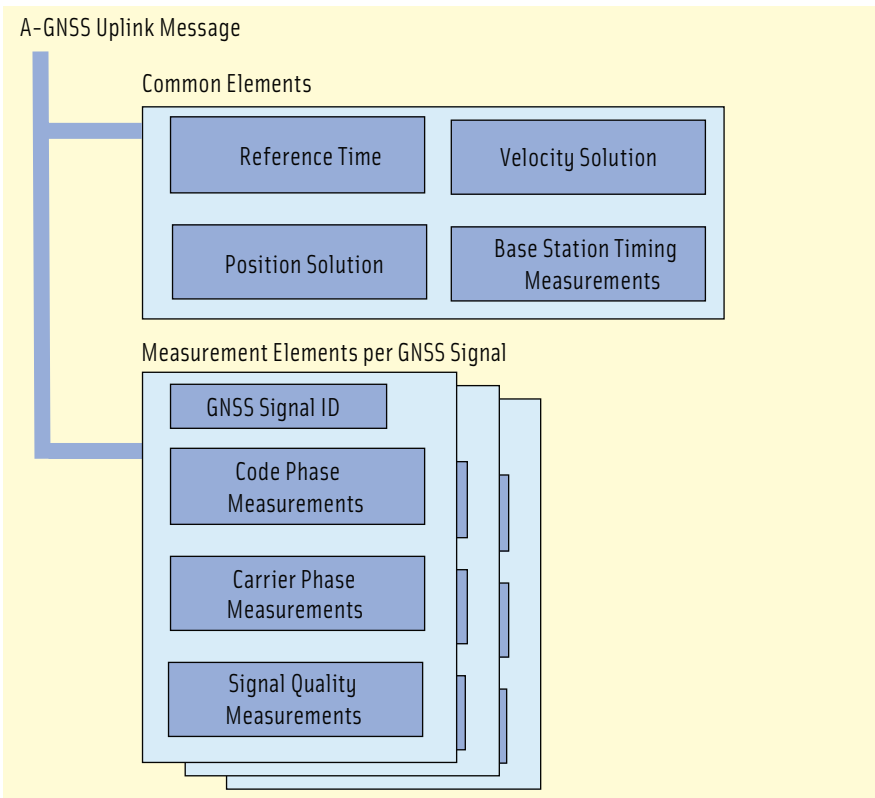 A-GNSS Uplink Message
Common Elements
Reference Time
Velocity Solution
Position Solution
Base Station Timing
Measurements
Measurement Elements per GNSS Signal
GNSS Signal ID
Code Phase
Measurements
Carrier Phase
Measurements
Signal Quality
Measurements